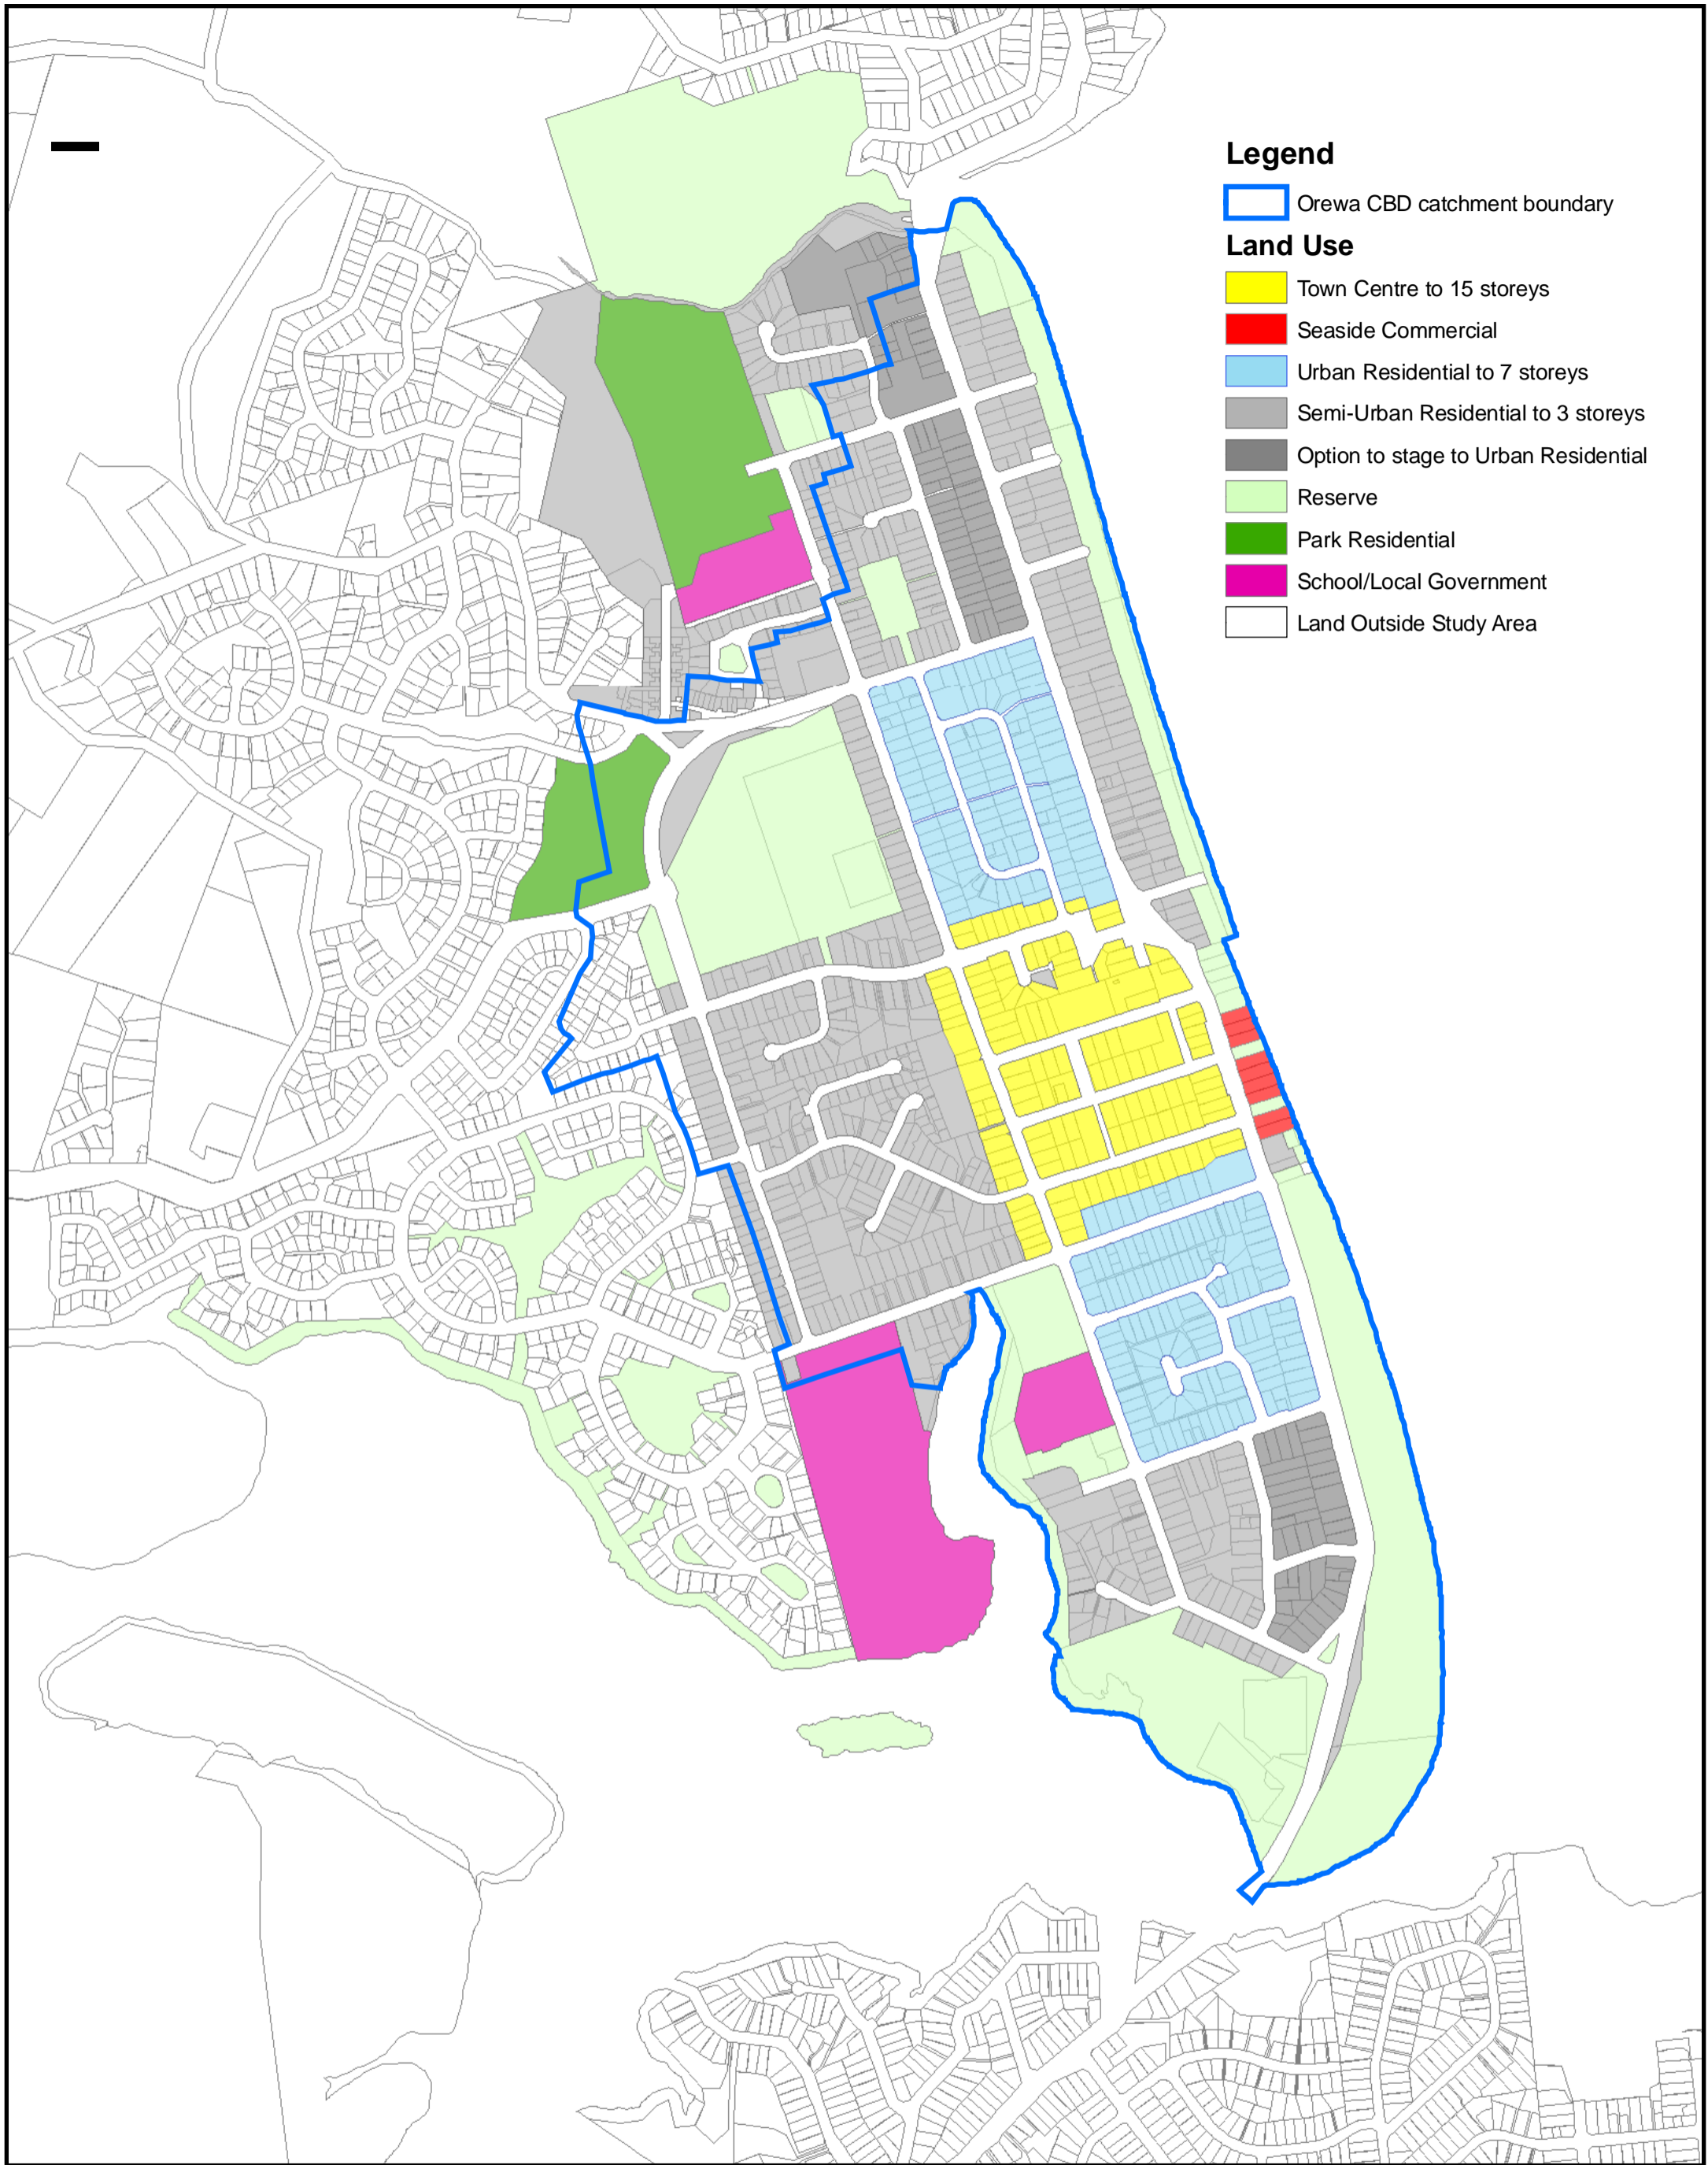 Legend
Orewa CBD catchment boundary
Land Use
Town Centre to 15 storeys
Seaside Commercial
Urban Residential to 7 storeys
Semi-Urban Residential to 3 storeys
Option to stage to Urban Residential
Reserve
Park Residential
School/Local Government
Land Outside Study Area